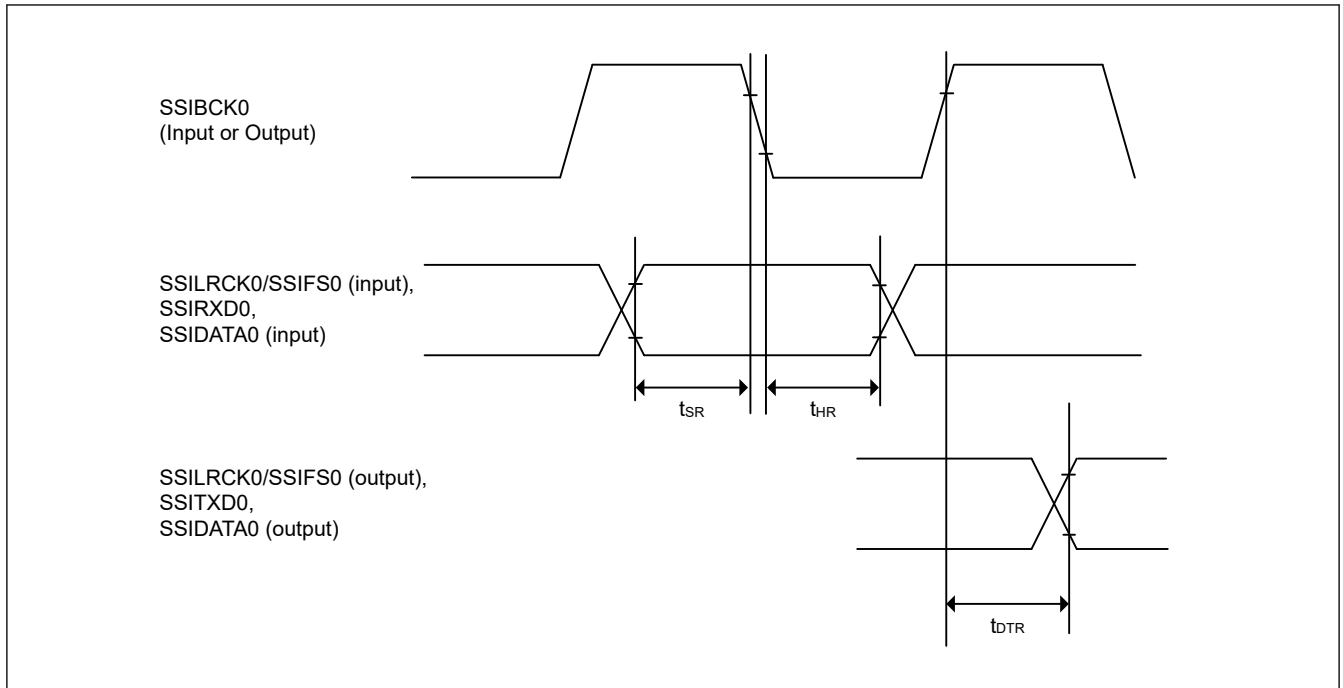 SSIBCK0
(Input or Output)
SSILRCK0/SSIFS0 (input),
SSIRXD0,
SSIDATA0 (input)
tSR
tHR
SSILRCK0/SSIFS0 (output),
SSITXD0,
SSIDATA0 (output)
tDTR